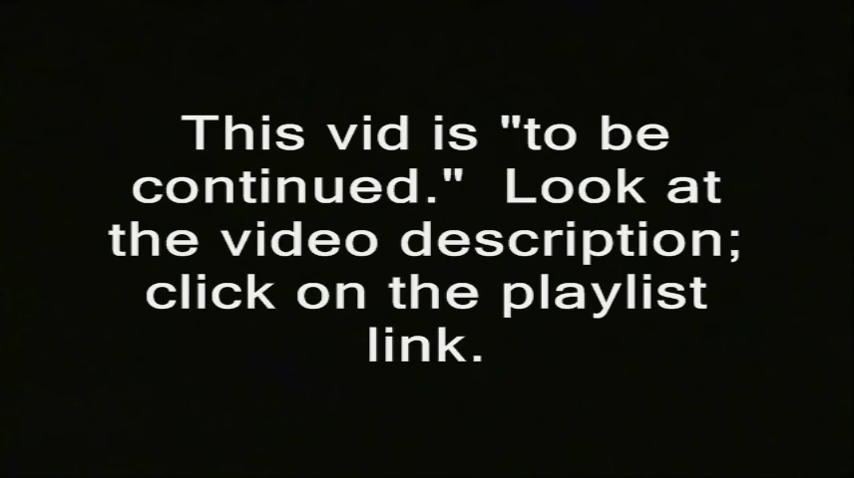 This vid is "to be
continued."  Look at
the video description;
click on the playlist
link.